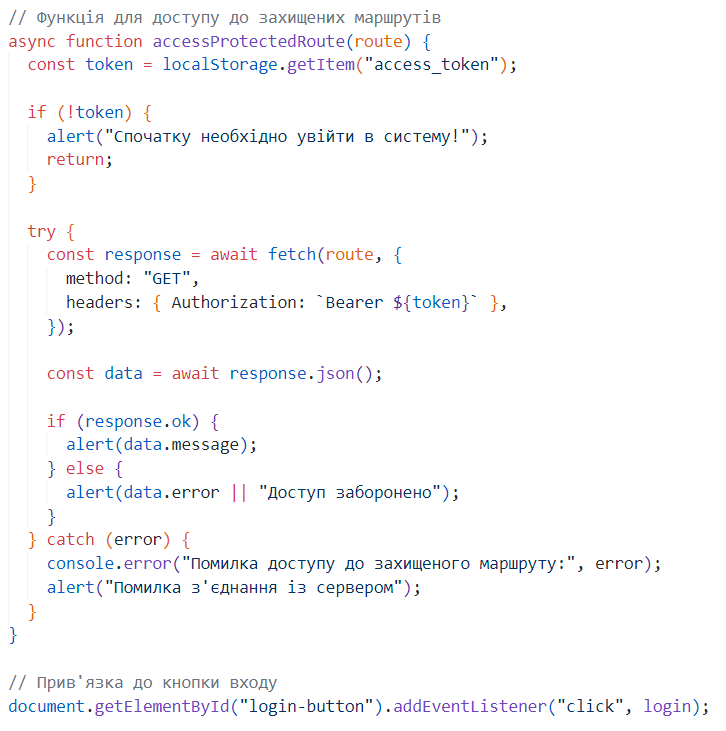 // Функція для доступу до захищених маршрутів
async function accessProtectedRoute(route) {
  const token = localStorage.getItem("access_token");

  if (!token) {
    alert("Спочатку необхідно увійти в систему!");
    return;
  }

  try {
    const response = await fetch(route, {
      method: "GET",
      headers: { Authorization: `Bearer ${token}` },
    });

    const data = await response.json();

    if (response.ok) {
      alert(data.message);
    } else {
      alert(data.error || "Доступ заборонено");
    }
  } catch (error) {
    console.error("Помилка доступу до захищеного маршруту:", error);
    alert("Помилка з'єднання із сервером");
  }
}

// Прив'язка до кнопки входу
document.getElementById("login-button").addEventListener("click", login);